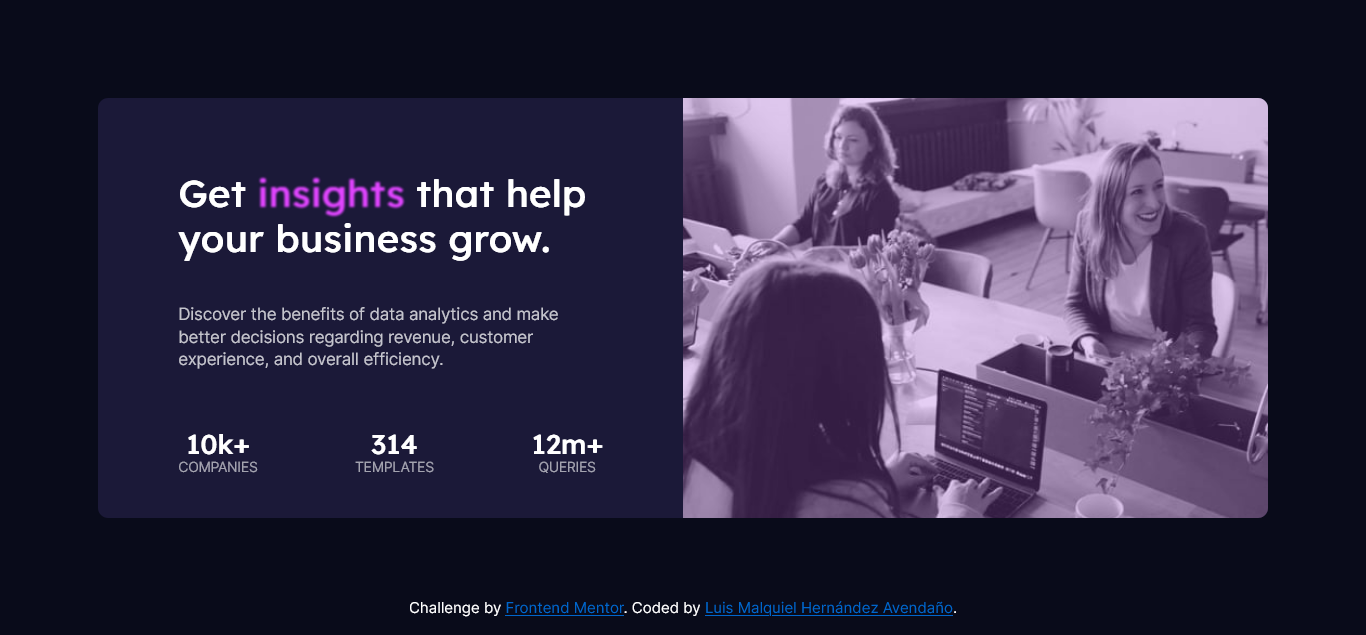 Get insights that help
your business grow.
Discover the benefits of data analytics and make
better decisions regarding revenue, customer
experience, and overall efficiency.
10k+ 314 12m+
COMPANIES TEMPLATES QUERIES
Challenge by Frontend Mentor. Coded by Luis Malquiel Hernández Avendaño.